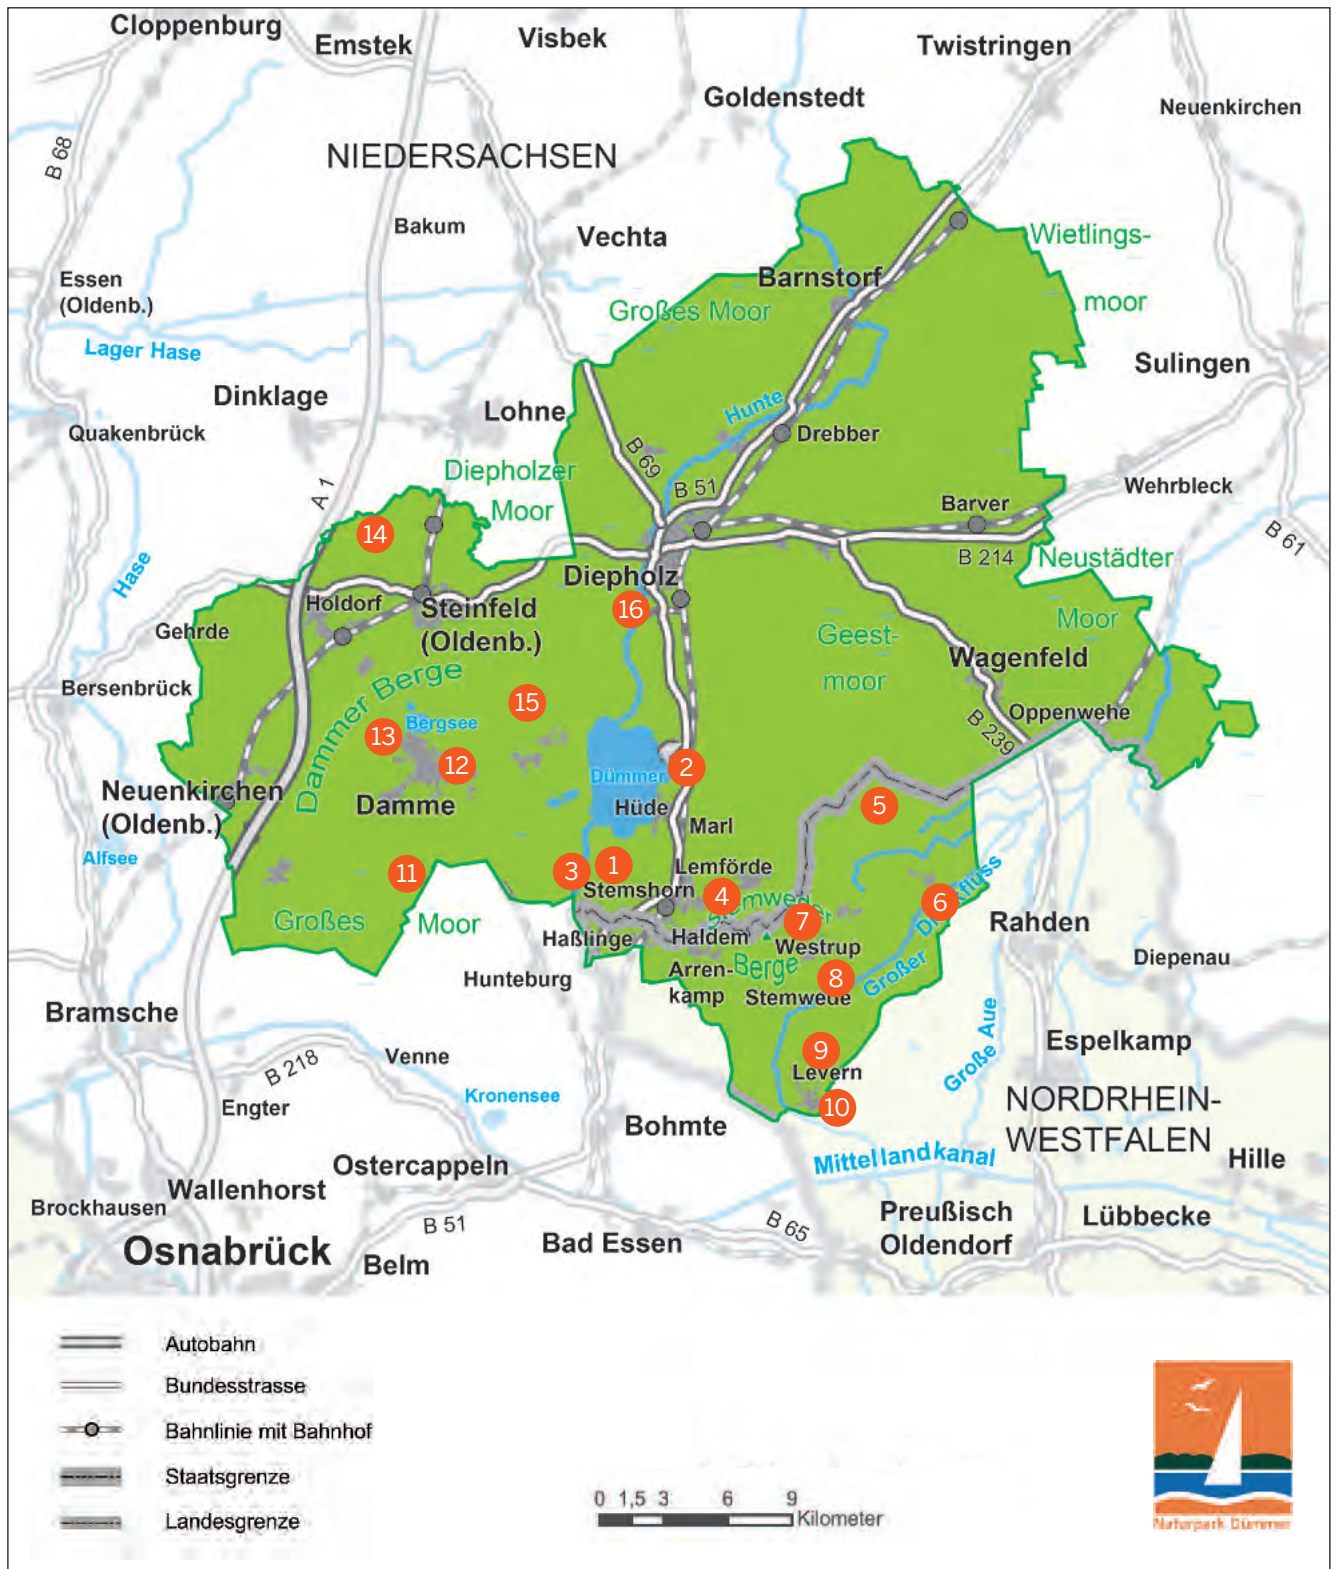 Cloppenburg
Emstek
Visbek
Twistringen
Goldenstedt
Neuenkirchen
B 68
NIEDERSACHSEN
Bakum
Vechta
Wietlings-
moor
Barnstorf
Essen
(Oldenb.)
Großes Moor
Lager Hase
Sulingen
Dinklage
Lohne
Hunte
Quakenbrück
Drebber
B 69
Diepholzer
Moor
B 51
A 1
Wehrbleck
Barver
B 61
14
B 214
Neustädter
Moor
Hase
Diepholz
Holdorf
Steinfeld
(Oldenb.)
16
Gehrde
Geest-
moor
Wagenfeld
Bersenbrück
Dammer Berge
15
Oppenwehe
B 239
13
Bergsee
12
Dümmer
2
Neuenkirchen
(Oldenb.)
Damme
Hüde
5
Marl
Alfsee
11
3
1
Lemförde
Stemshorn
4
6
Großes
Moor
7
Rahden
Haßlinge
Haldem
Westrup
Berge
Großer
Diepenau
Hunteburg
Arren-
kamp
8
Stemwede
Bramsche
Große Aue
Espelkamp
Venne
9
Levern
B 218
Kronensee
Engter
10
NORDRHEIN-
WESTFALEN
Bohmte
Mittellandkanal
Hille
Ostercappeln
Wallenhorst
Brockhausen
B 51
B 65
Preußisch
Oldendorf
Lübbecke
Osnabrück
Belm
Bad Essen
Autobahn
Bundesstrasse
Bahnlinie mit Bahnhof
Staatsgrenze
Landesgrenze
0 1,5 3 6 9
Kilometer
Naturpark Dümmer